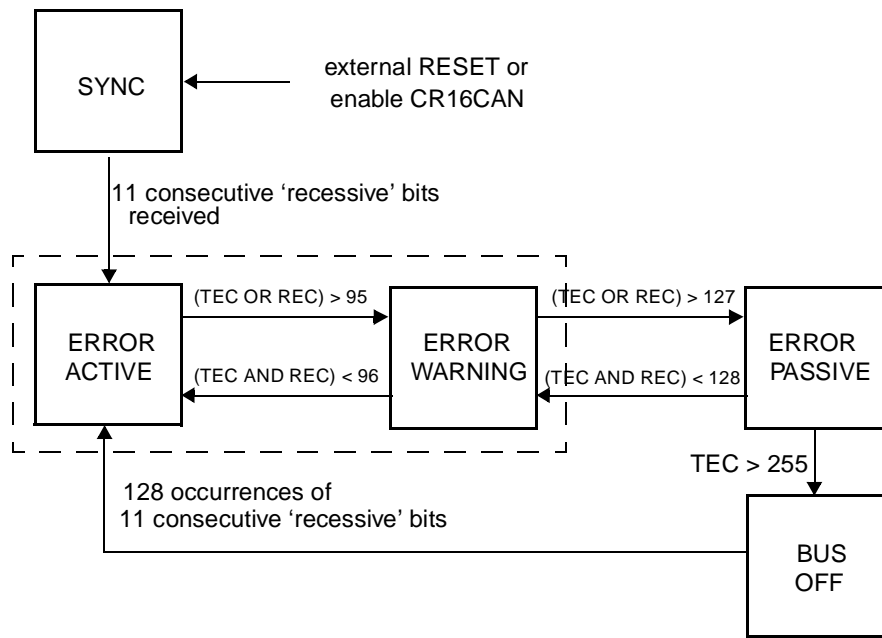 SYNC
external RESET or
enable CR16CAN
11 consecutive ‘recessive’ bits
received
(TEC OR REC) > 95
(TEC OR REC) > 127
ERROR
ACTIVE
ERROR
WARNING
ERROR
PASSIVE
(TEC AND REC) < 96
(TEC AND REC) < 128
TEC > 255
128 occurrences of
11 consecutive ‘recessive’ bits
BUS
OFF